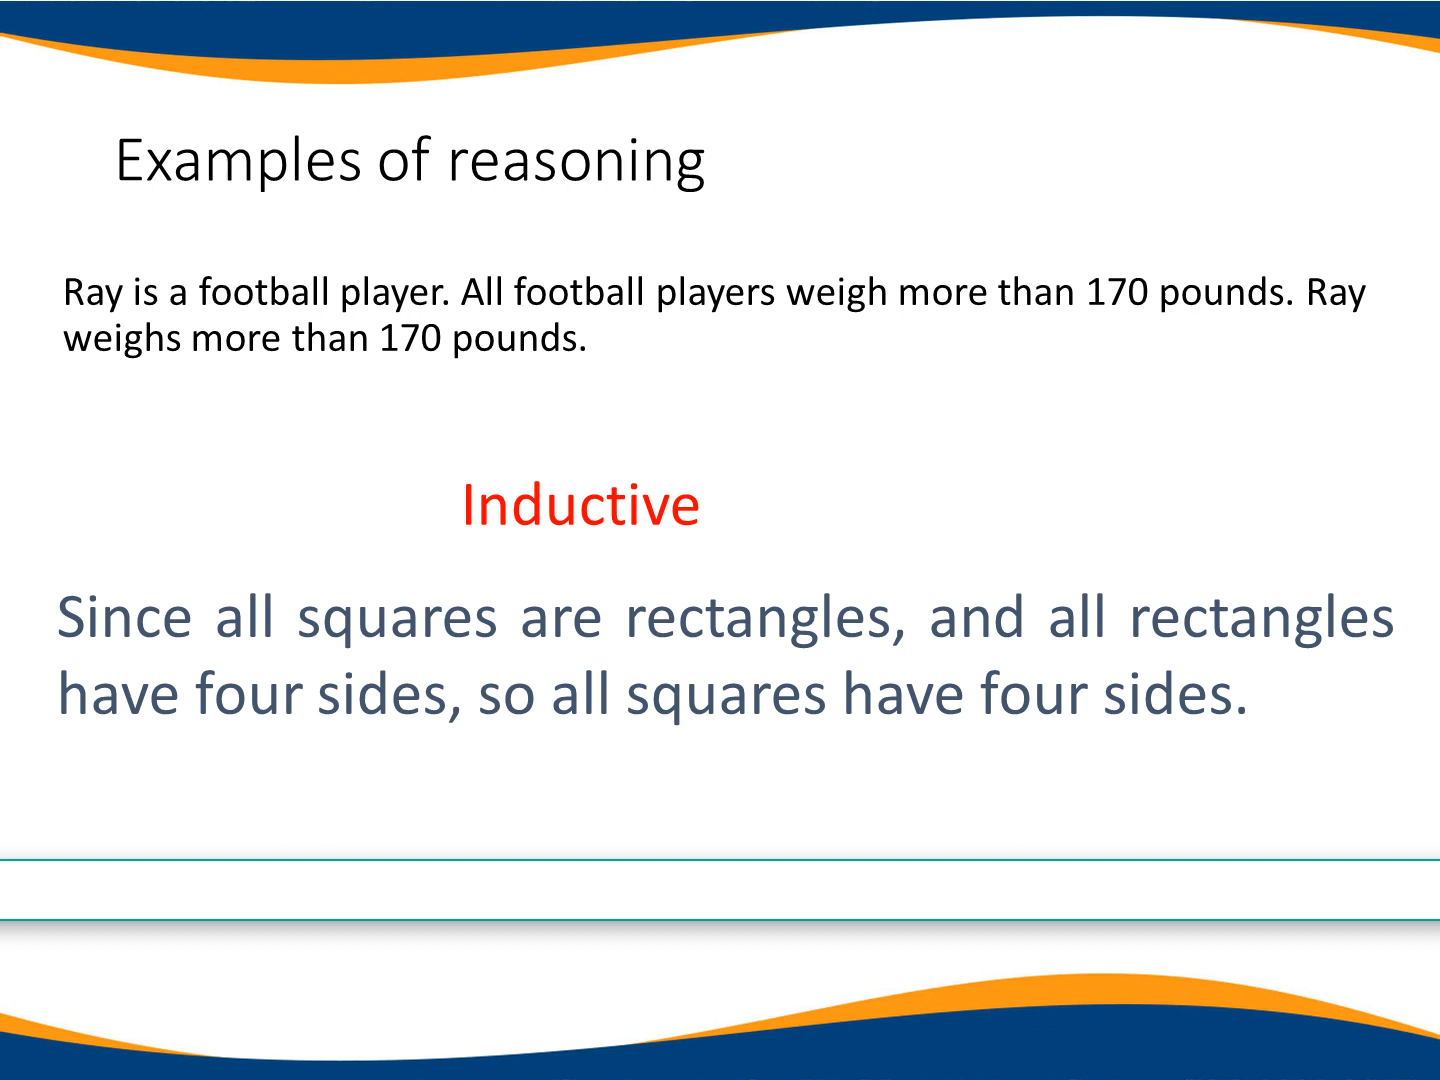 Examples of reasoning
Ray is a football player. All football players weigh more than 170 pounds. Ray
weighs more than 170 pounds.
Inductive
Since all squares are rectangles, and all rectangles
have four sides, so all squares have four sides.